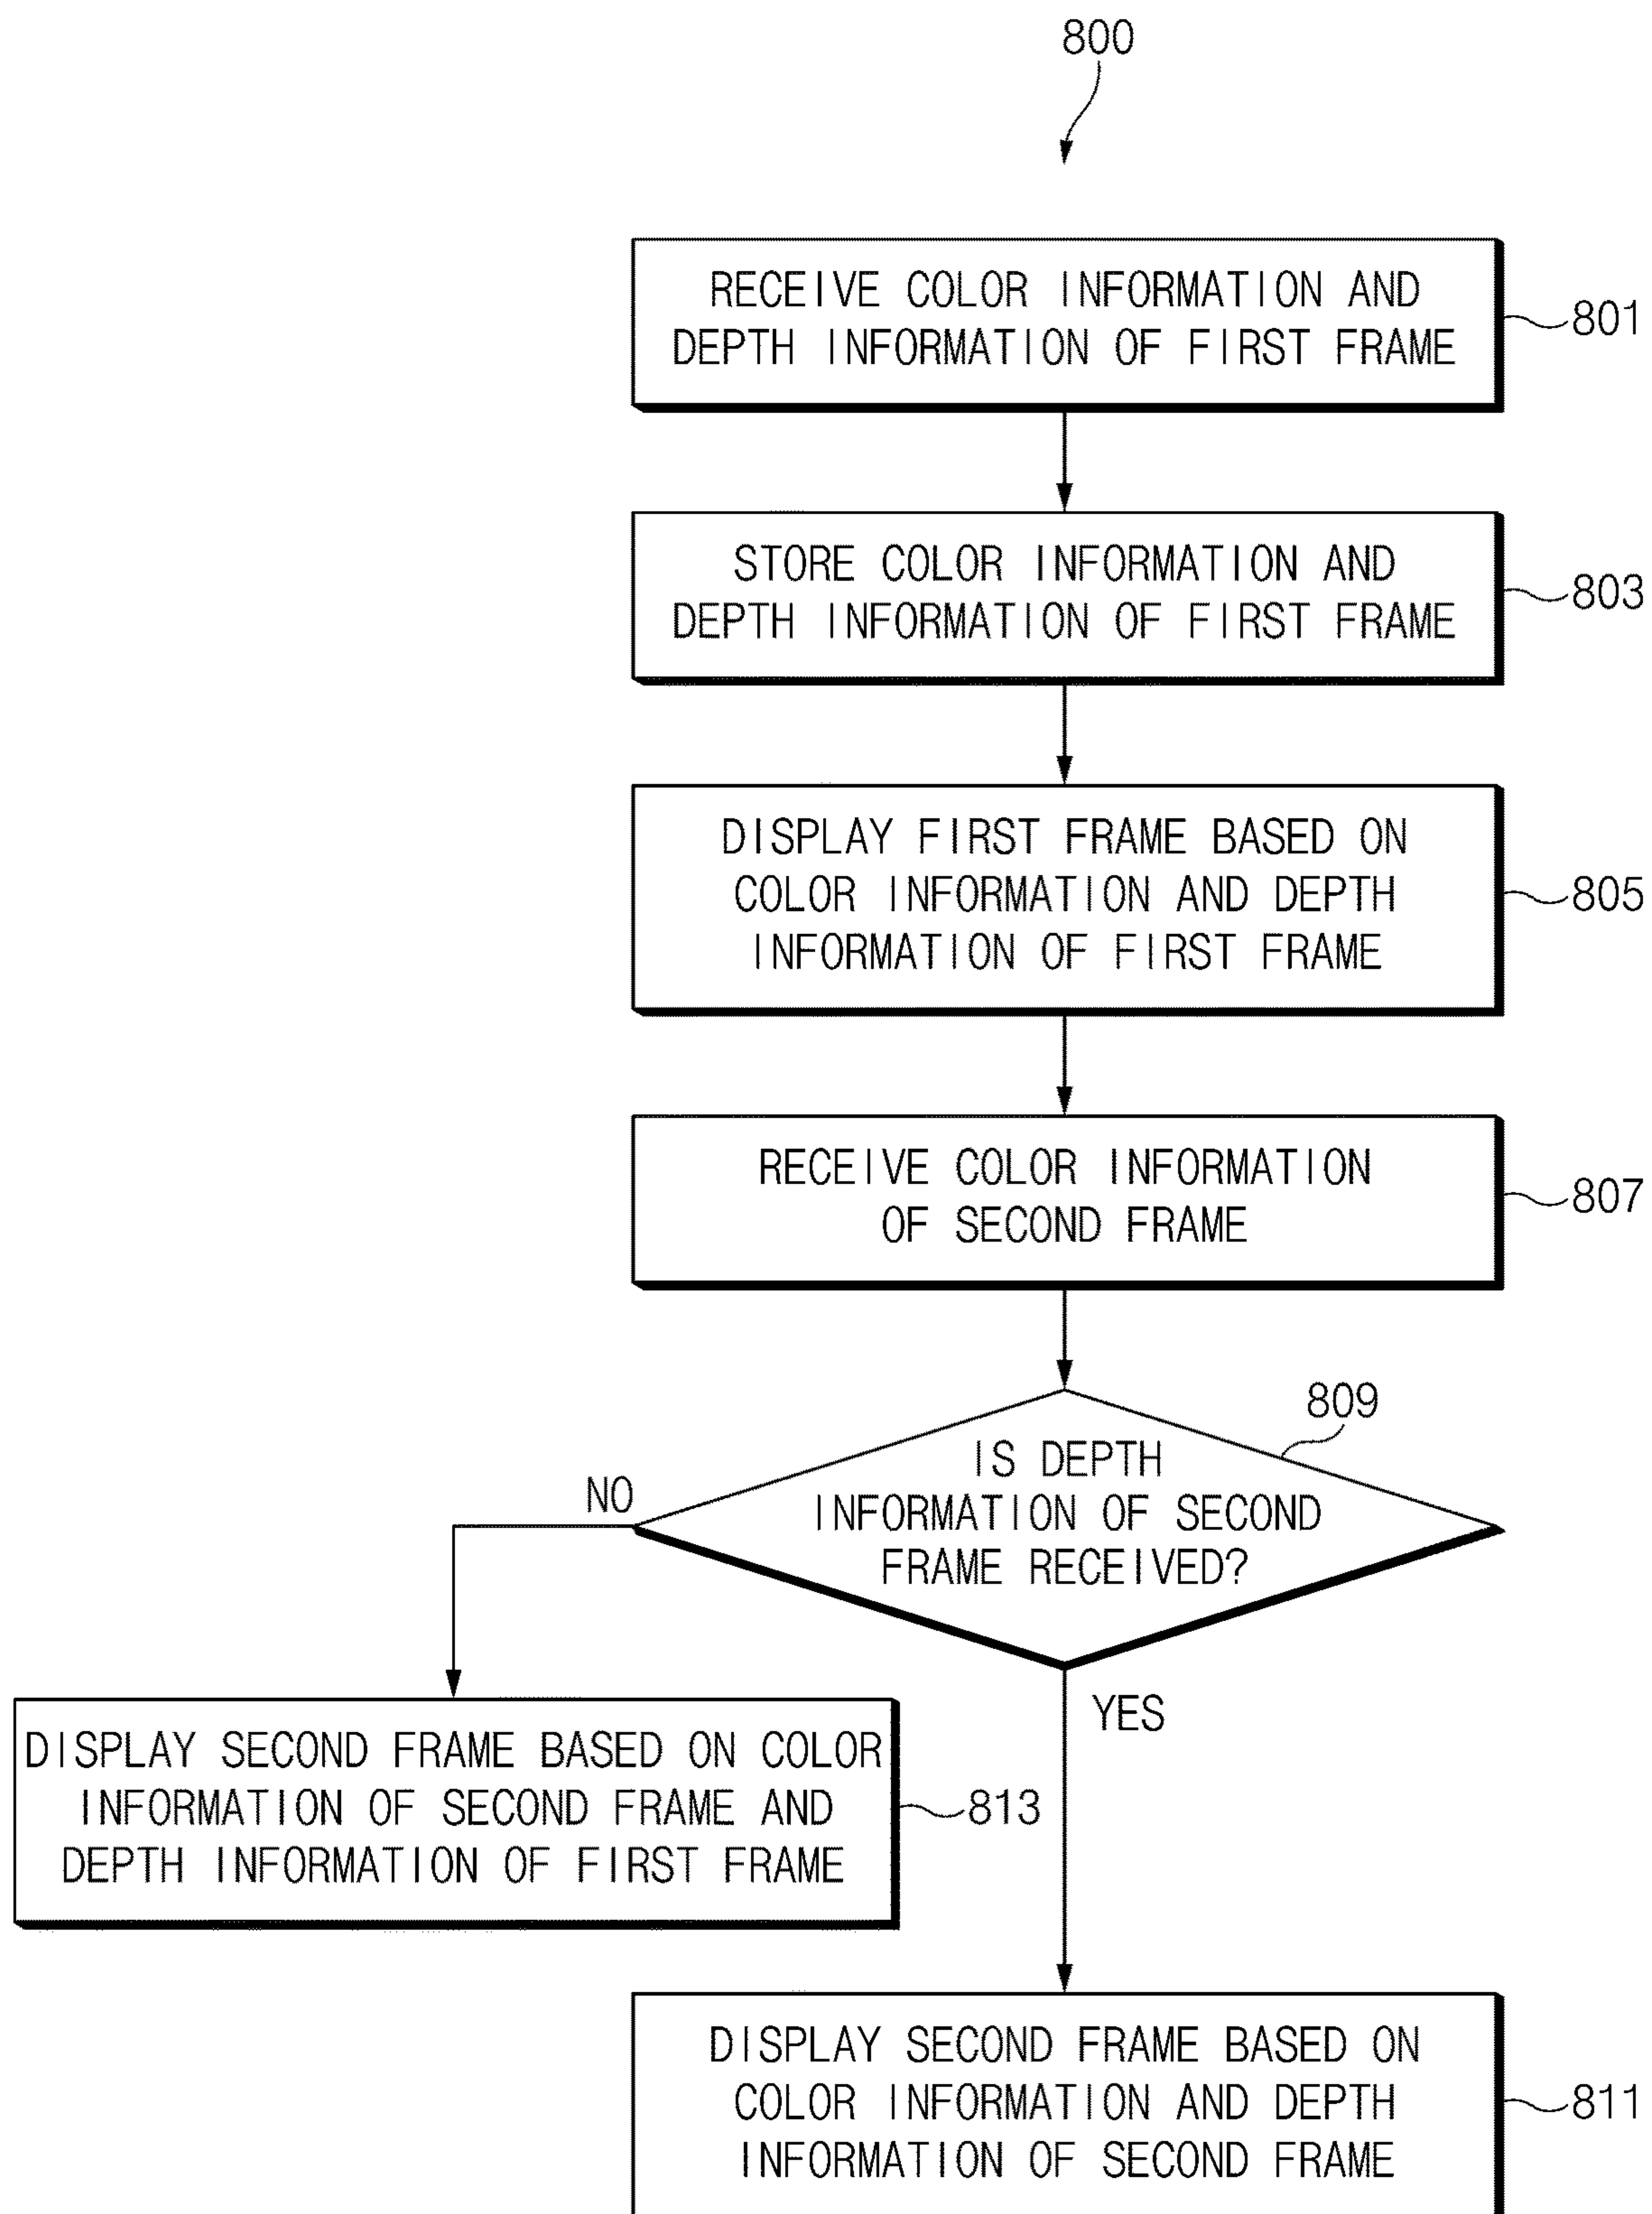 800
RECEIVE COLOR INFORMATION AND
DEPTH INFORMATION OF FIRST FRAME
801
STORE COLOR INFORMATION AND
DEPTH INFORMATION OF FIRST FRAME
803
DISPLAY FIRST FRAME BASED ON
COLOR INFORMATION AND DEPTH
INFORMATION OF FIRST FRAME
805
RECEIVE COLOR INFORMATION
OF SECOND FRAME
807
809
IS DEPTH
INFORMATION OF SECOND
FRAME RECEIVED?
NO
YES
DISPLAY SECOND FRAME BASED ON COLOR
INFORMATION OF SECOND FRAME AND
DEPTH INFORMATION OF FIRST FRAME
813
DISPLAY SECOND FRAME BASED ON
COLOR INFORMATION AND DEPTH
INFORMATION OF SECOND FRAME
811